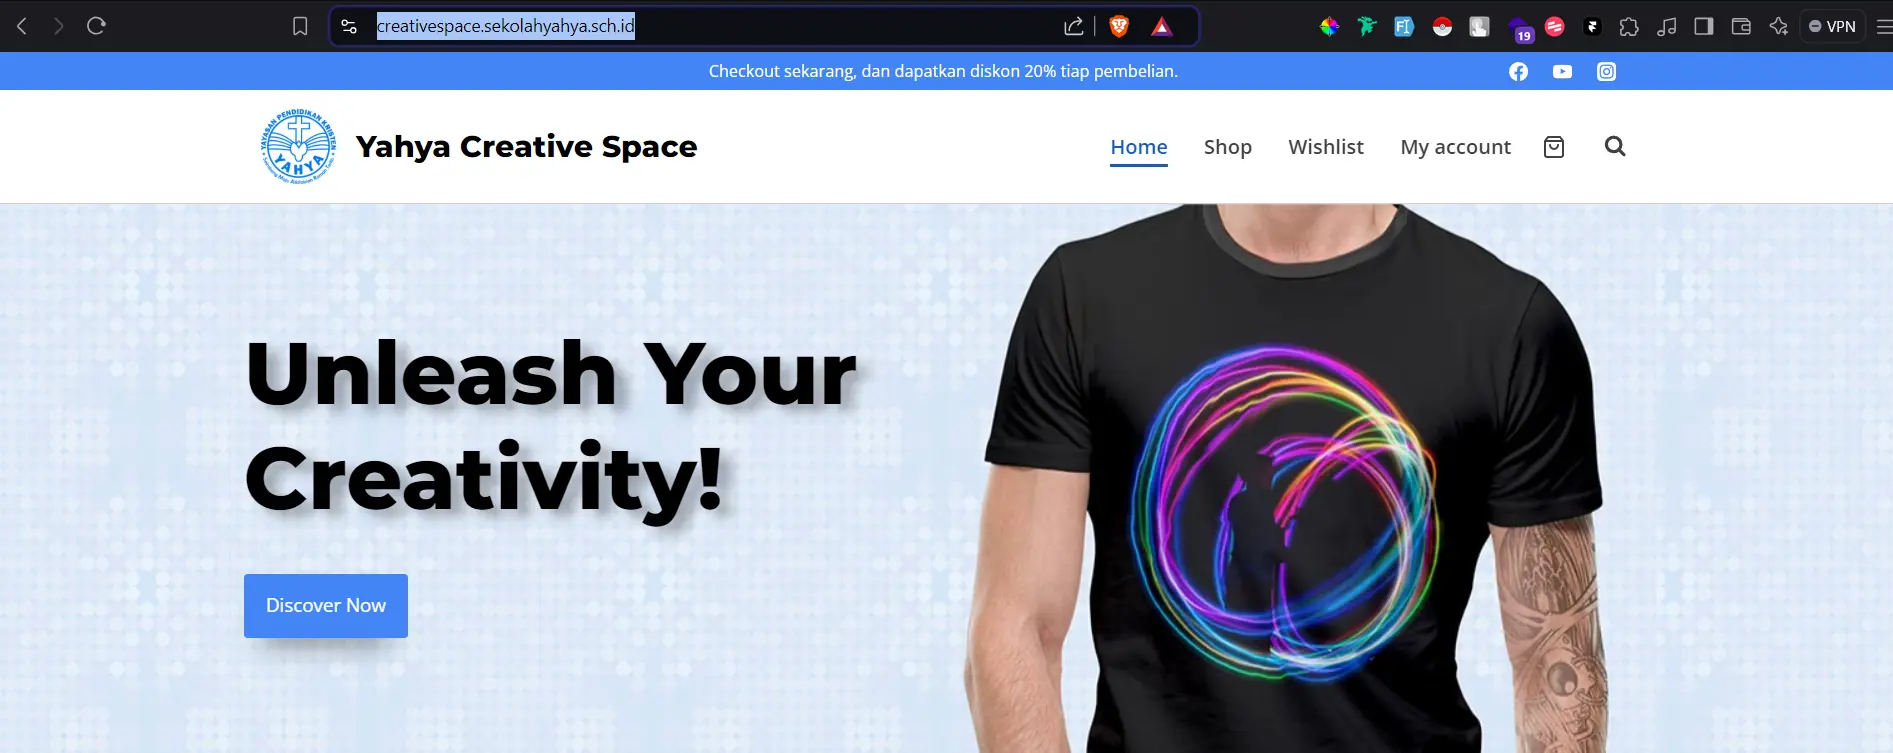 creativespace.sekolahyahya.sch.id
19
VPN
Checkout sekarang, dan dapatkan diskon 20% tiap pembelian.
YAYASAN PENDIDIKAN KRISTEN
YAHYA
Yahya Creative Space
Home
Shop
Wishlist
My account
Unleash Your
Creativity!
Discover Now